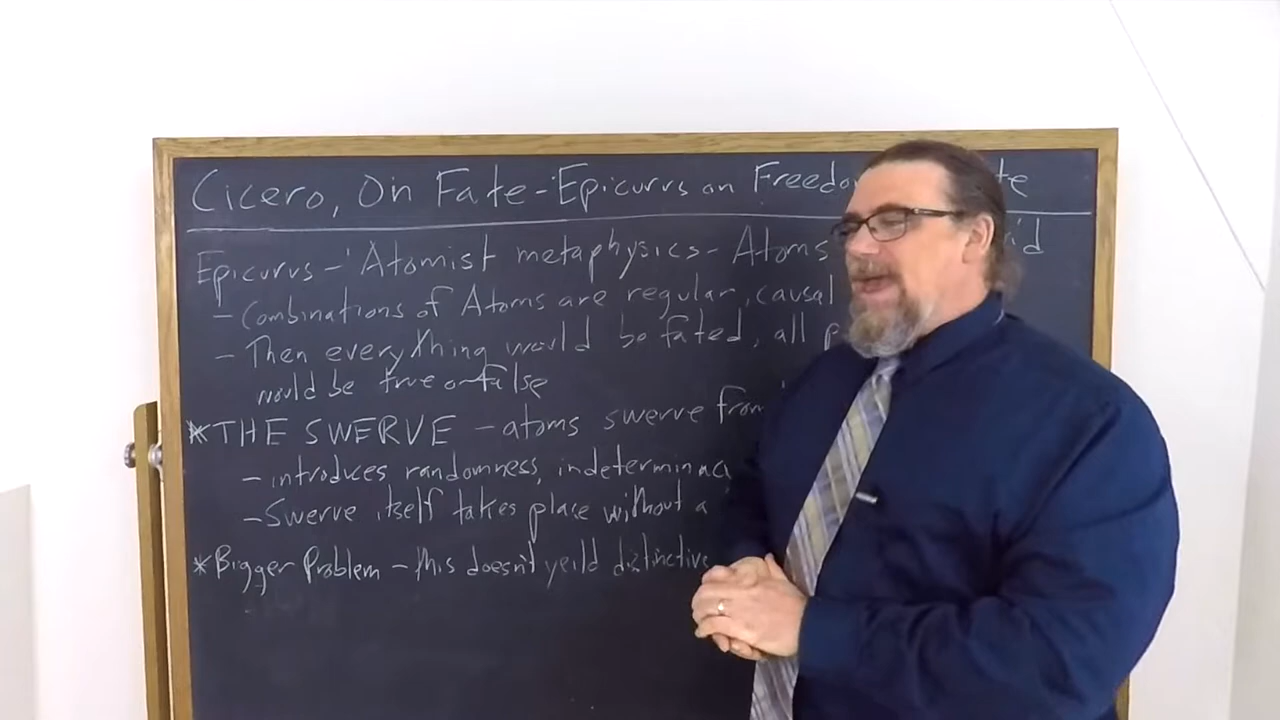 Cicero, On Fate - Epicurus on Freedo te
Epicurus - Atomist metaphysics - Atoms id
- Combinations of Atoms are regular, causal
- Then everything would be fated, all p
would be true or false
*THE SWERVE - atoms swerve from
- introduces randomness, indeterminacy
- Swerve itself takes place without a
*Bigger Problem - this doesn't yeild distinctive